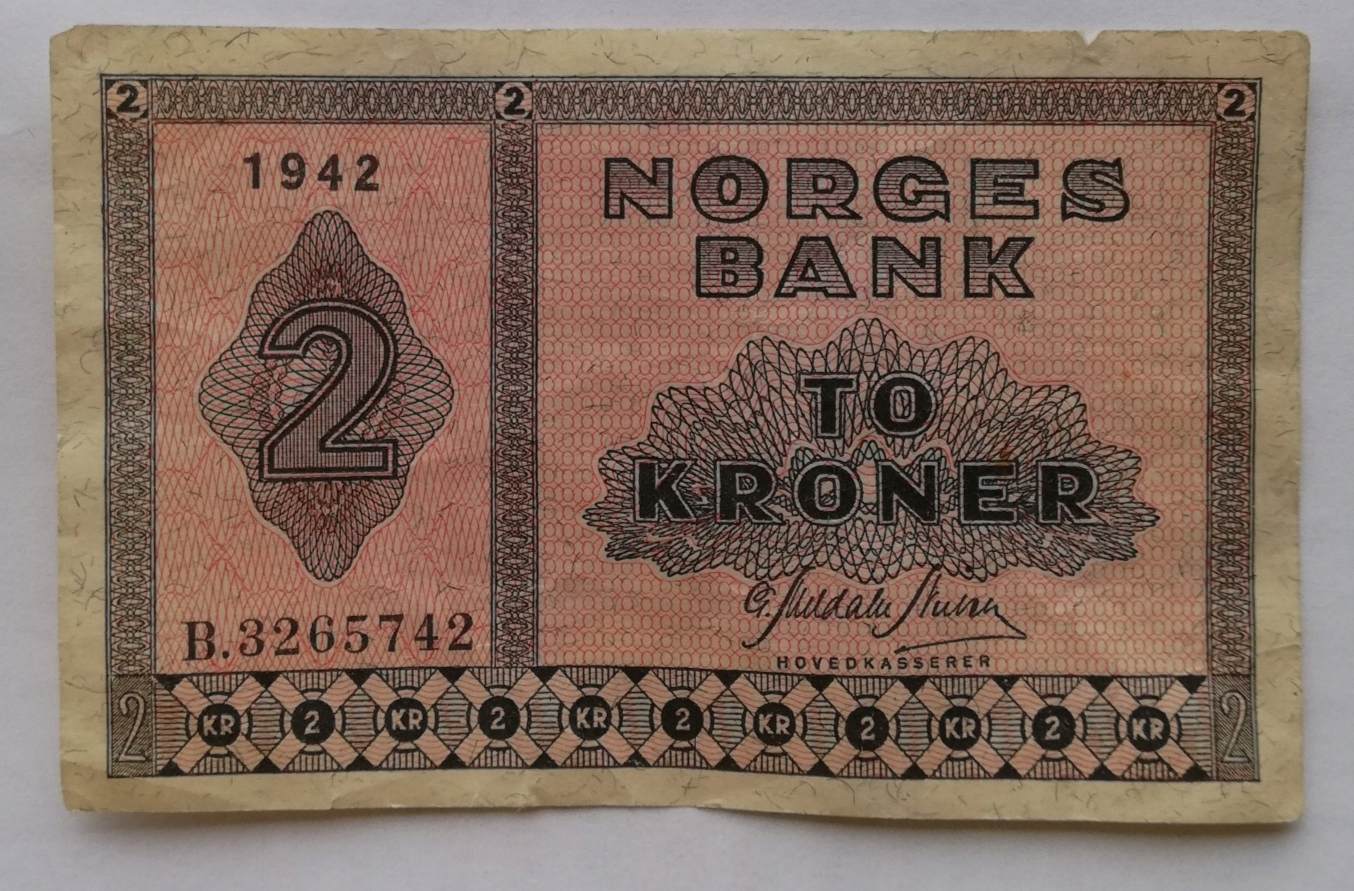 2 2 2
1942
2
B.3265742
NORGES
BANK
TO
KRONER
HOVEDKASSERER
2 KR 2 KR 2 KR 2 KR 2 KR 2 KR 2